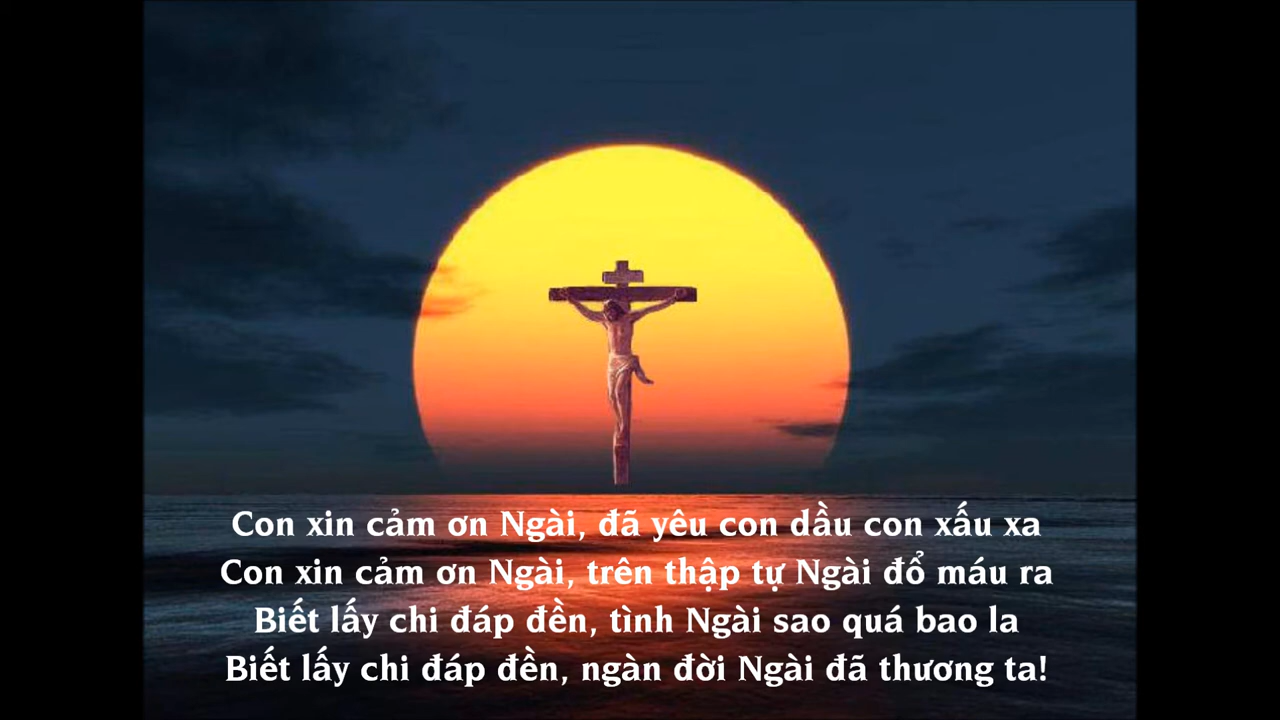 Con xin cảm ơn Ngài, đã yêu con dầu con xấu xa
Con xin cảm ơn Ngài, trên thập tự Ngài đổ máu ra
Biết lấy chi đáp đền, tình Ngài sao quá bao la
Biết lấy chi đáp đền, ngàn đời Ngài đã thương ta!